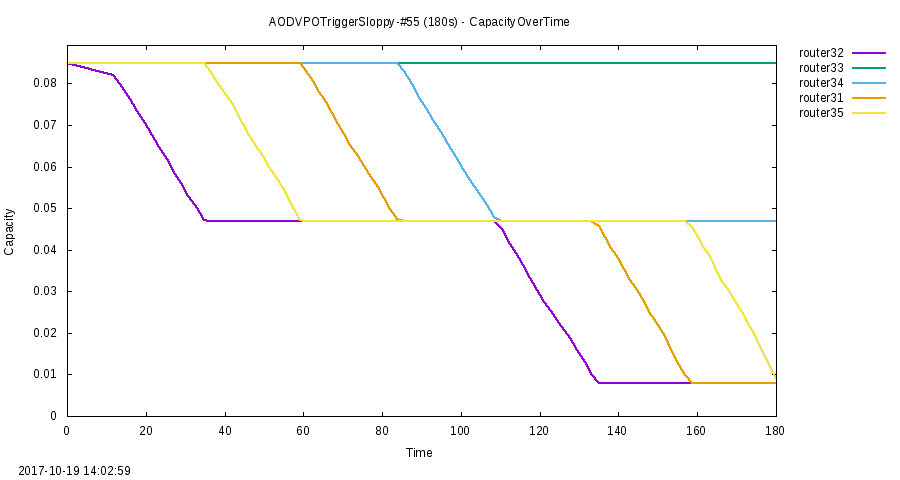 AODVPOTriggerSloppy-#55 (180s) - CapacityOverTime
router32
router33
router34
router31
router35
0.08
0.07
0.06
0.05
0.04
0.03
0.02
0.01
0
Capacity
0 20 40 60 80 100 120 140 160 180
Time
2017-10-19 14:02:59